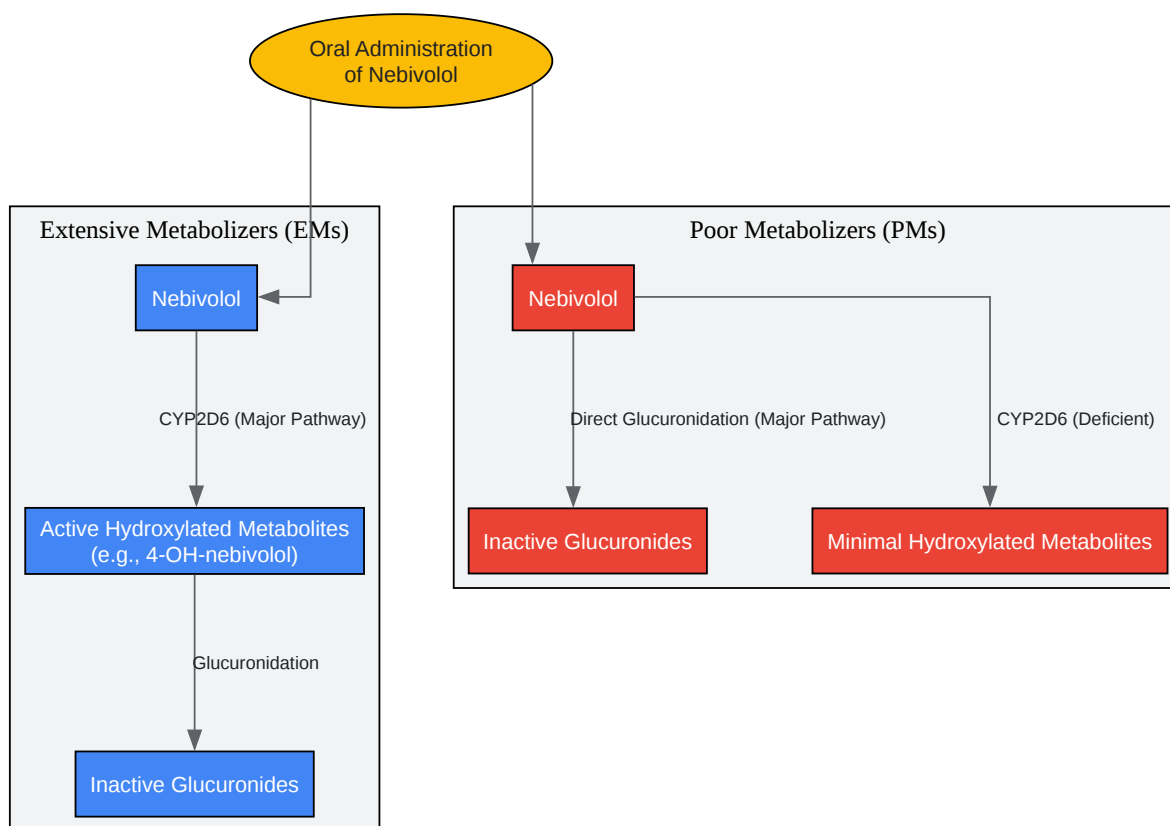 Oral Administration
of Nebivolol
Extensive Metabolizers (EMs)
Nebivolol
CYP2D6 (Major Pathway)
Active Hydroxylated Metabolites
(e.g., 4-OH-nebivolol)
Glucuronidation
Inactive Glucuronides
Poor Metabolizers (PMs)
Nebivolol
Direct Glucuronidation (Major Pathway)
CYP2D6 (Deficient)
Inactive Glucuronides
Minimal Hydroxylated Metabolites